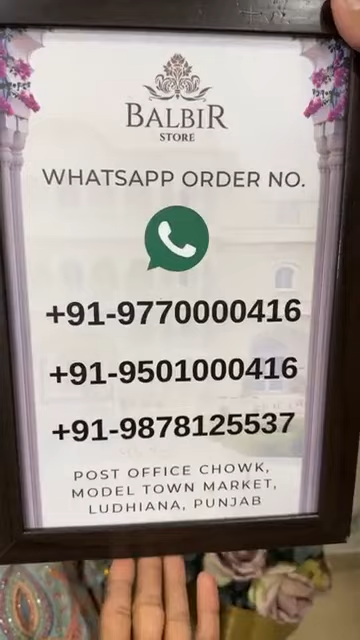 BALBIR
STORE
WHATSAPP ORDER NO.
+91-9770000416
+91-9501000416
+91-9878125537
POST OFFICE CHOWK,
MODEL TOWN MARKET,
LUDHIANA, PUNJAB